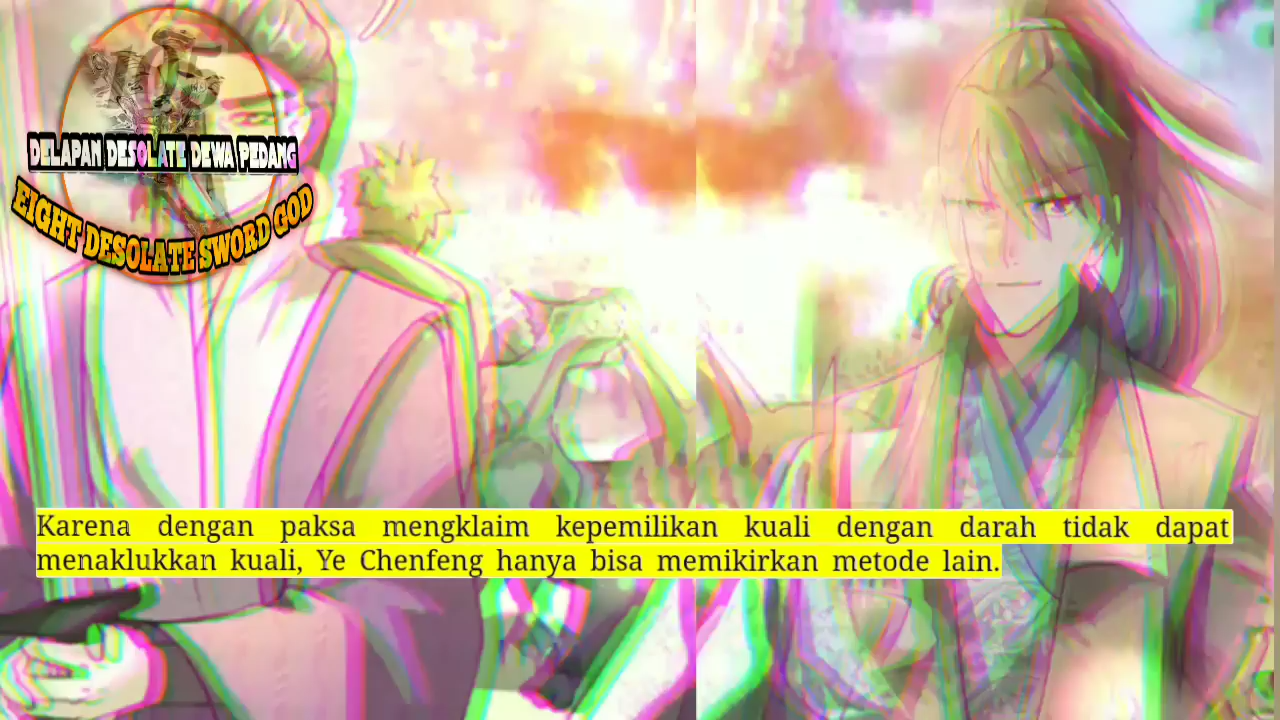 DELAPAN DESOLATE DEWA PEDANG
EIGHT DESOLATE SWORD GOD
Karena dengan paksa mengklaim kepemilikan kuali dengan darah tidak dapat
menaklukkan kuali, Ye Chenfeng hanya bisa memikirkan metode lain.